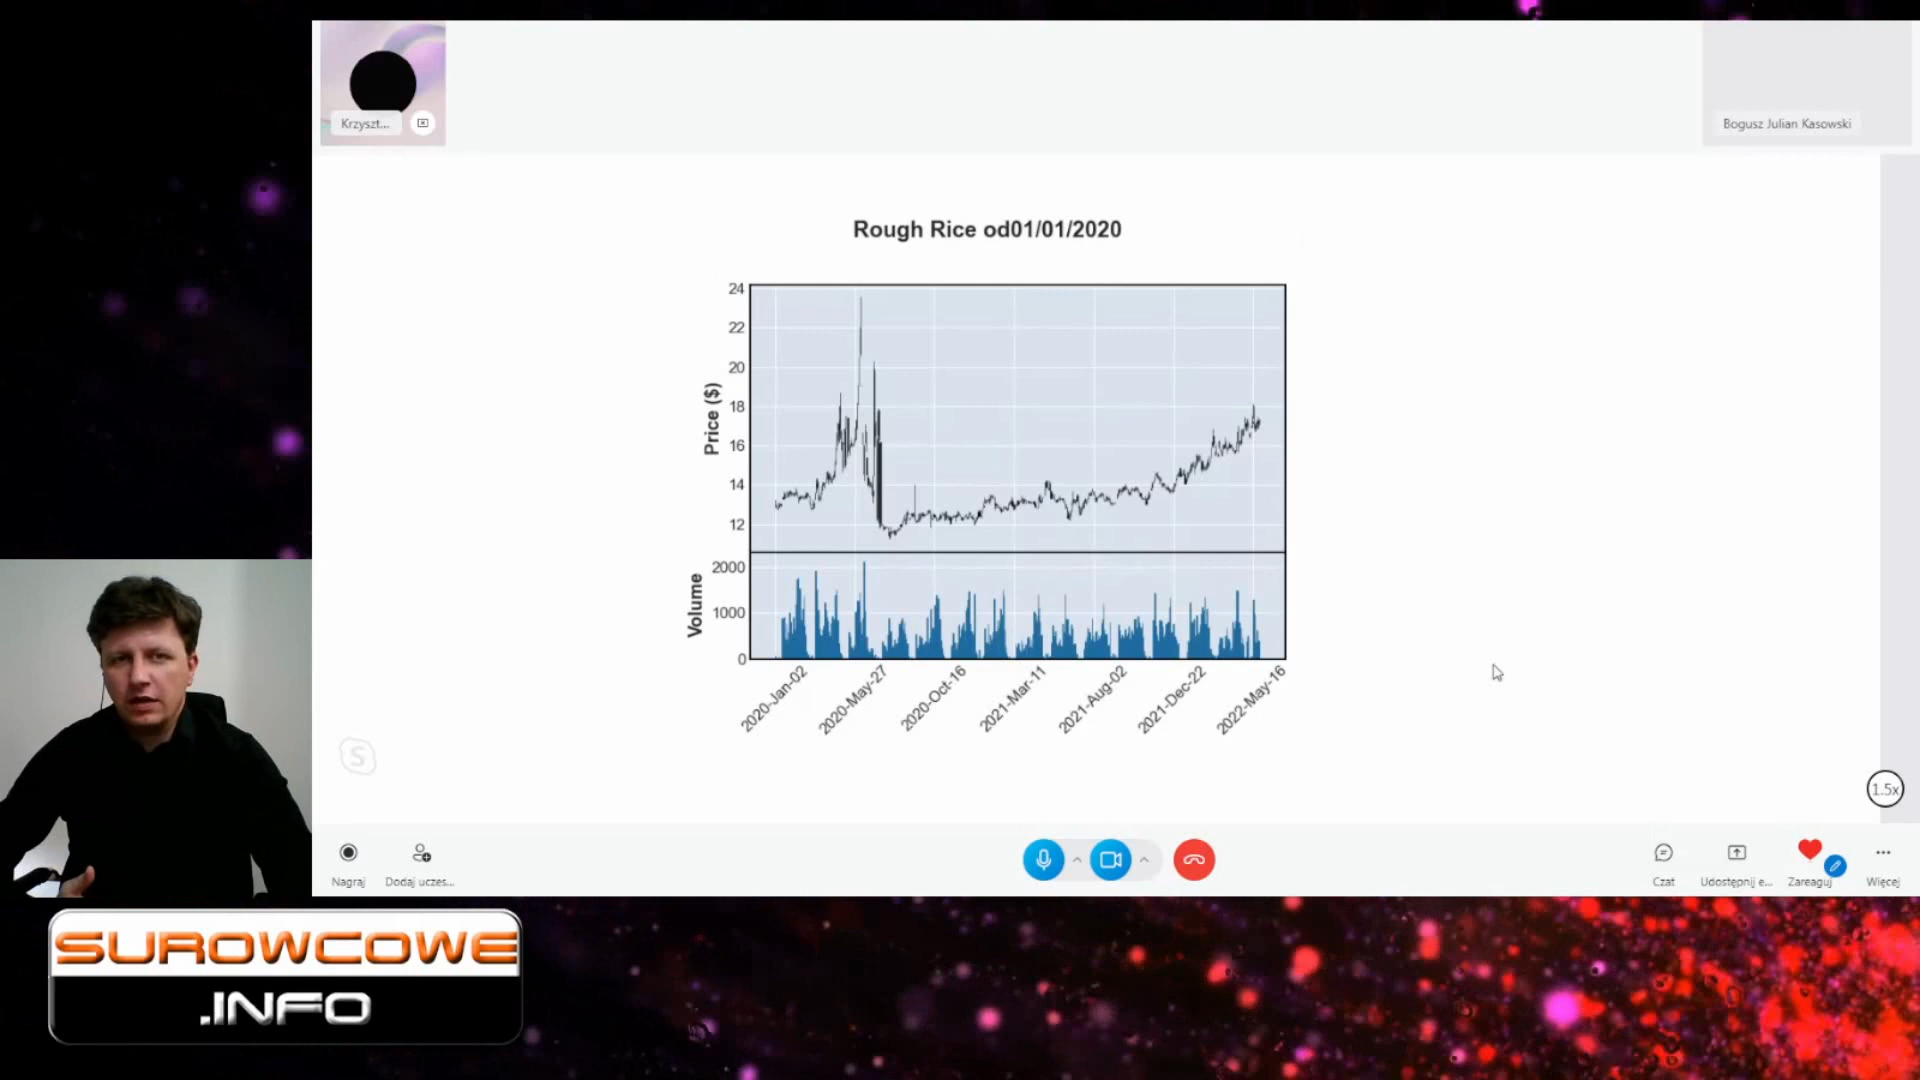 Krzyszt...
Bogusz Julian Kasowski
Rough Rice od01/01/2020
24
22
20
18
16
14
12
Price ($)
2000
1000
0
Volume
2020-Jan-02
2020-May-27
2020-Oct-16
2021-Mar-11
2021-Aug-02
2021-Dec-22
2022-May-16
S
1.5x
Nagraj
Dodaj uczes...
Czat
Udostępnij e...
Zareaguj
Więcej
SUROWCOWE
.INFO